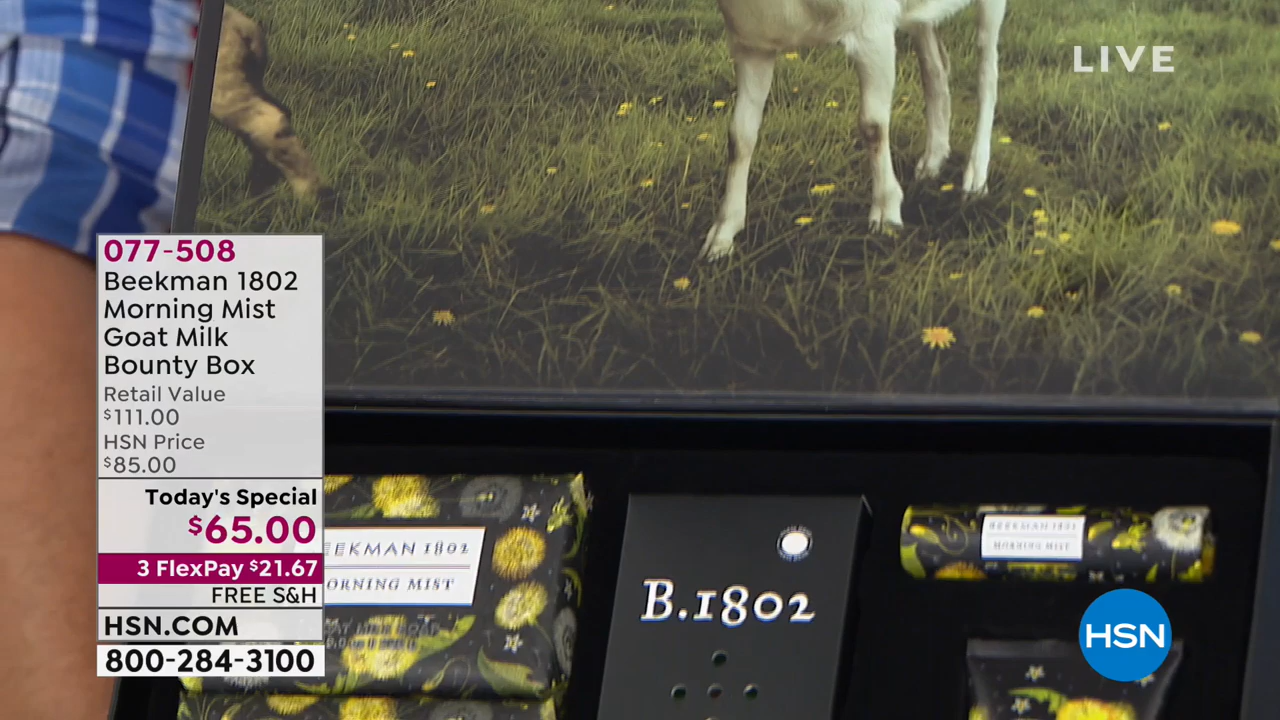 LIVE
077-508
Beekman 1802
Morning Mist
Goat Milk
Bounty Box
Retail Value
$111.00
HSN Price
$85.00
Today's Special
$65.00
3 FlexPay $21.67
FREE S&H
HSN.COM
800-284-3100
EEKMAN 1802
ORNING MIST
B.1802
BEEKMAN 1802
MORNING MIST
HSN